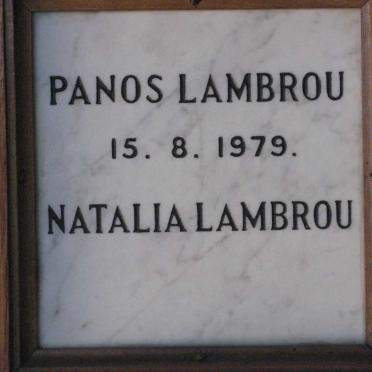 PANOS LAMBROU
15. 8. 1979.
NATALIA LAMBROU